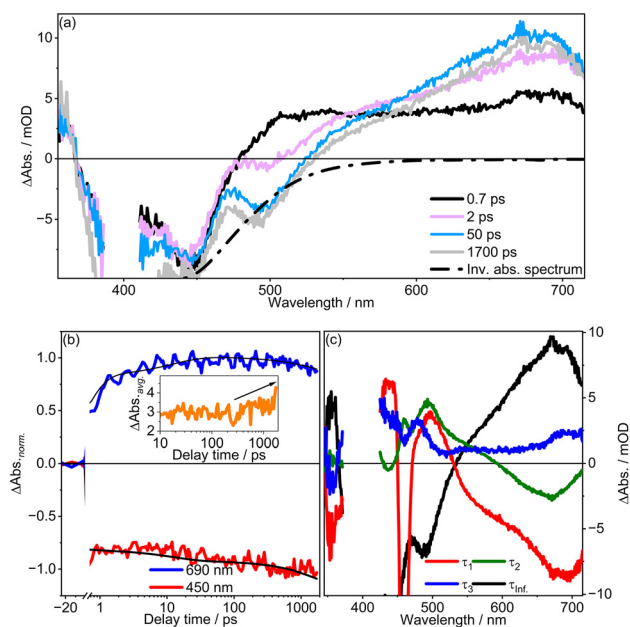 (a)
10
5
0
−5
ΔAbs. / mOD
0.7 ps
2 ps
50 ps
1700 ps
Inv. abs. spectrum
400 500 600 700
Wavelength / nm
(b)
1.0
0.5
0.0
−0.5
−1.0
ΔAbs.norm.
ΔAbs.avg.
5
4
3
2
10 100 1000
Delay time / ps
690 nm
450 nm
−20 1 10 100 1000
Delay time / ps
(c)
τ1 τ2
τ3 τInf.
10
5
0
−5
−10
ΔAbs. / mOD
400 500 600 700
Wavelength / nm